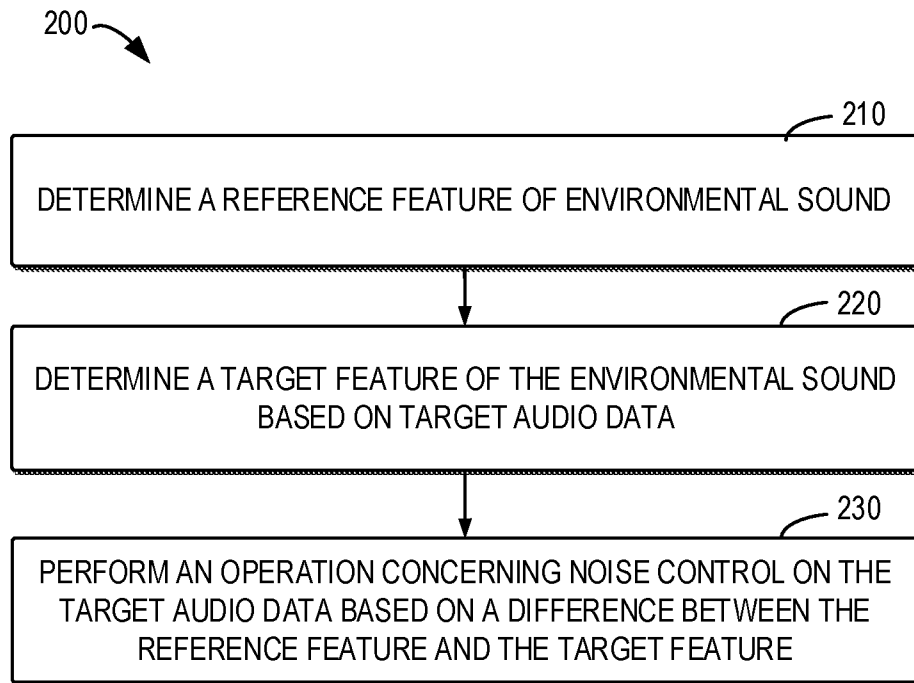 200
210
DETERMINE A REFERENCE FEATURE OF ENVIRONMENTAL SOUND
220
DETERMINE A TARGET FEATURE OF THE ENVIRONMENTAL SOUND
BASED ON TARGET AUDIO DATA
230
PERFORM AN OPERATION CONCERNING NOISE CONTROL ON THE
TARGET AUDIO DATA BASED ON A DIFFERENCE BETWEEN THE
REFERENCE FEATURE AND THE TARGET FEATURE